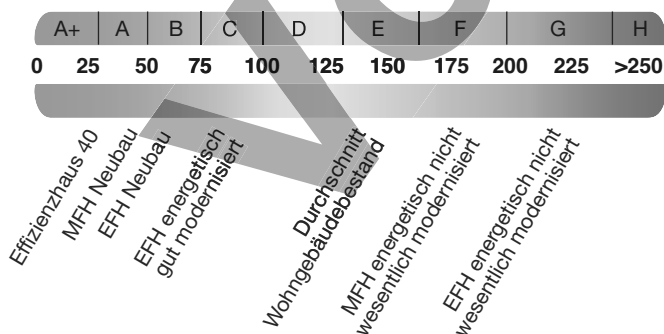 A+ A B C D E F G H
0 25 50 75 100 125 150 175 200 225 >250
Effizienzhaus 40
MFH Neubau
EFH Neubau
EFH energetisch
gut modernisiert
Durchschnitt
Wohngebäudebestand
MFH energetisch nicht
wesentlich modernisiert
EFH energetisch nicht
wesentlich modernisiert